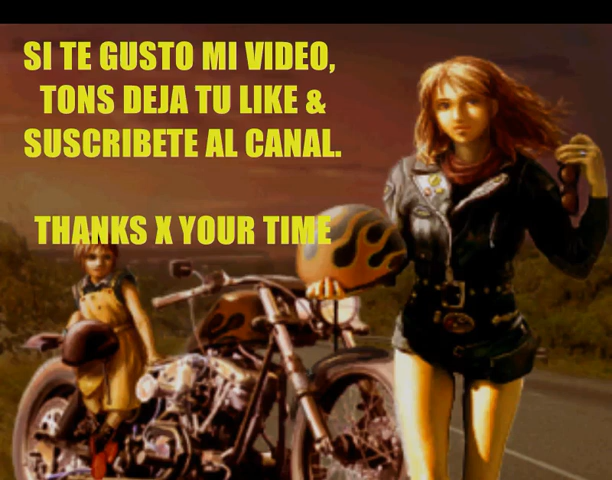 SI TE GUSTO MI VIDEO,
TONS DEJA TU LIKE &
SUSCRIBETE AL CANAL.
THANKS X YOUR TIME